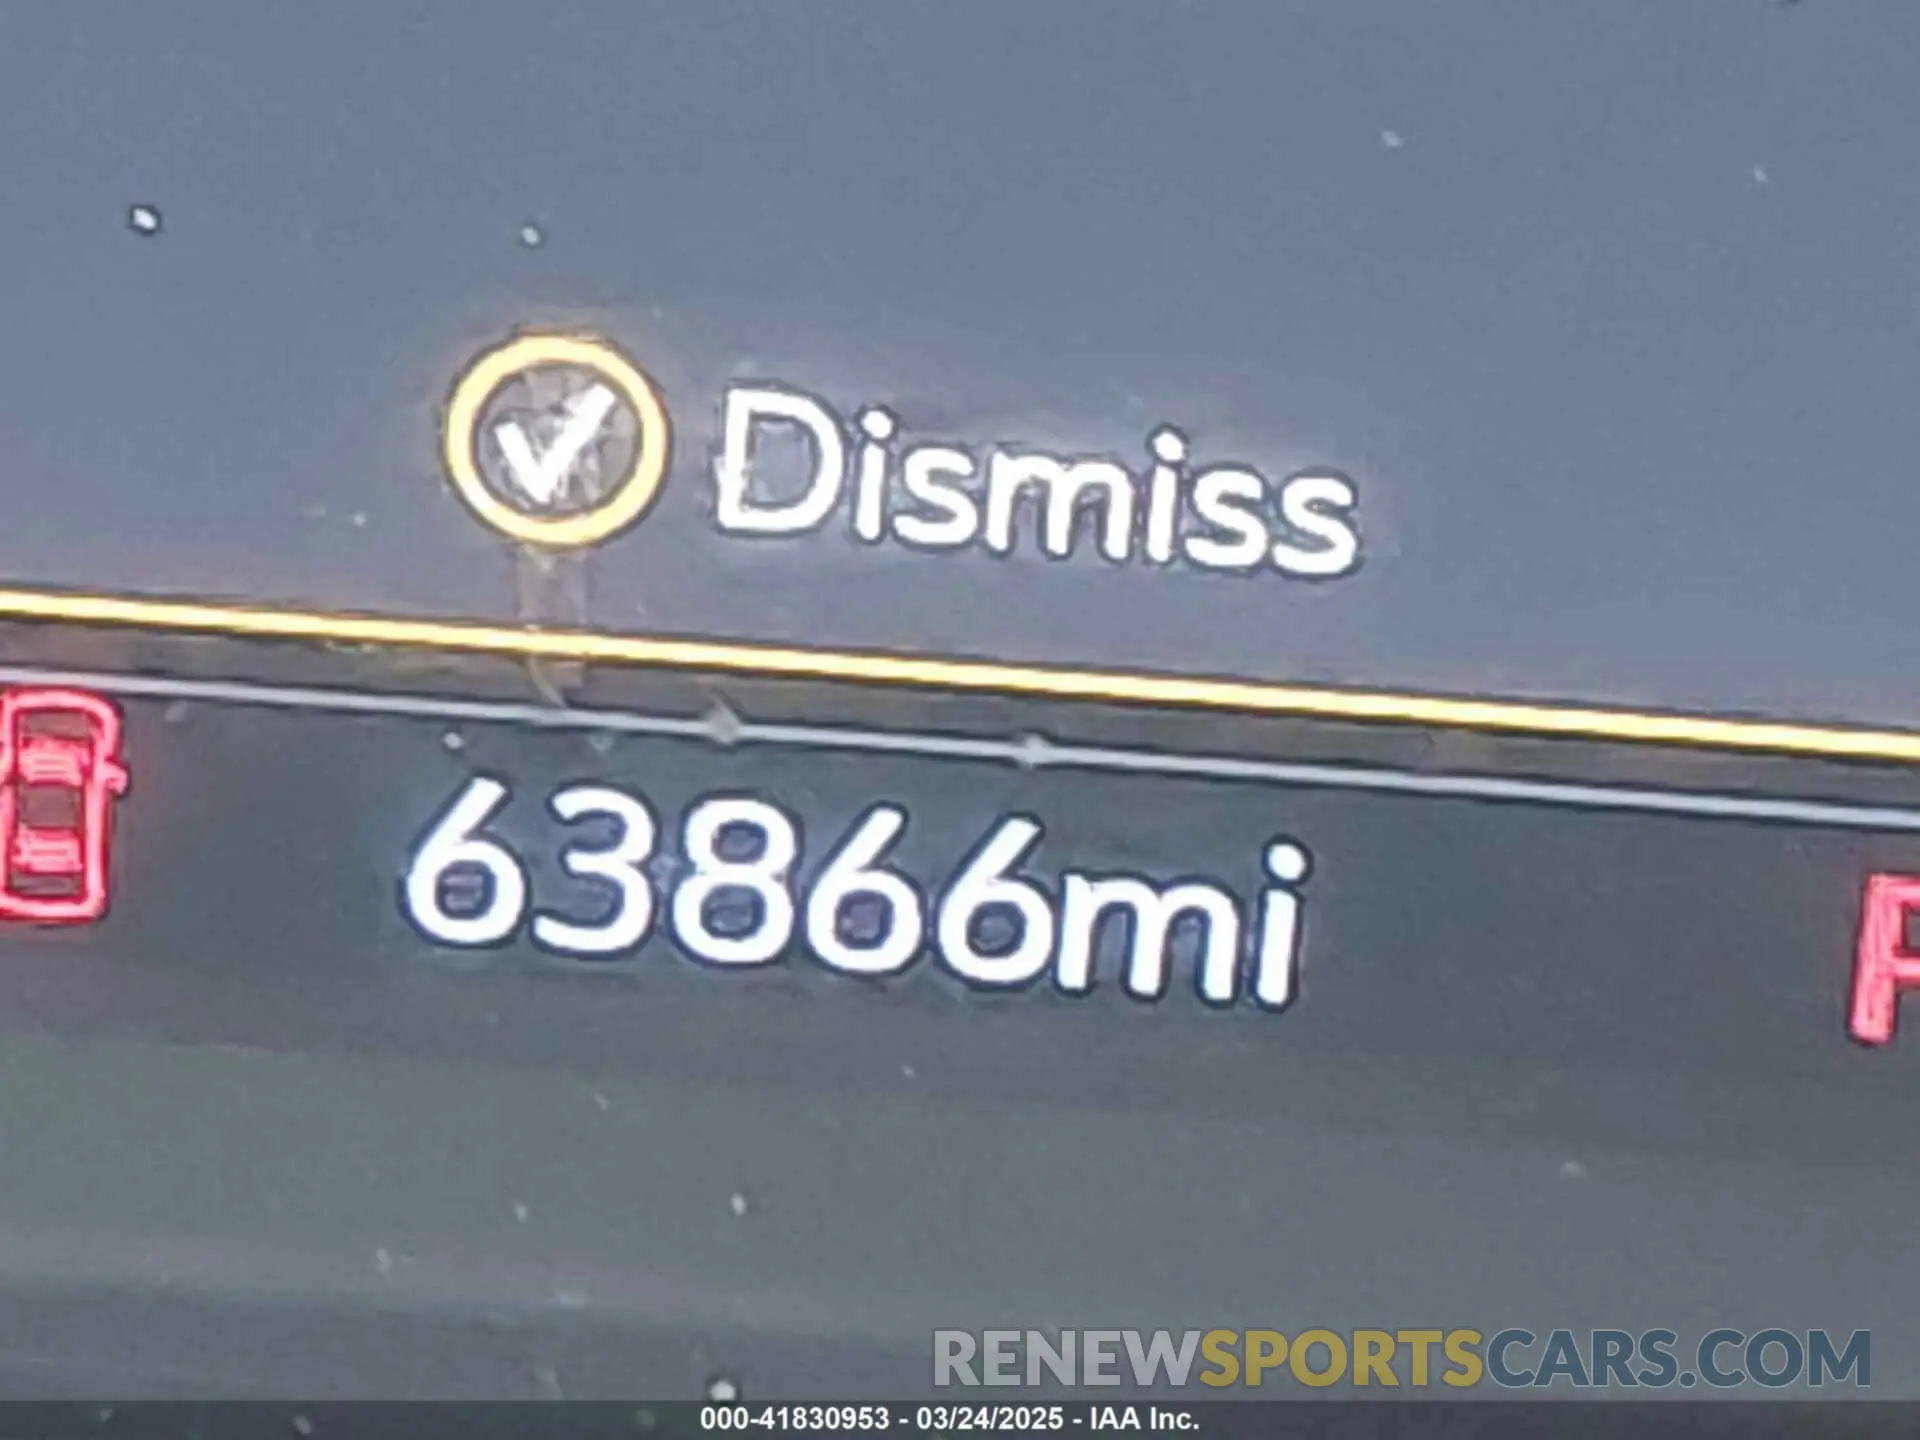 Dismiss
63866mi
RENEWSPORTSCARS.COM
000-41830953 - 03/24/2025 - IAA Inc.